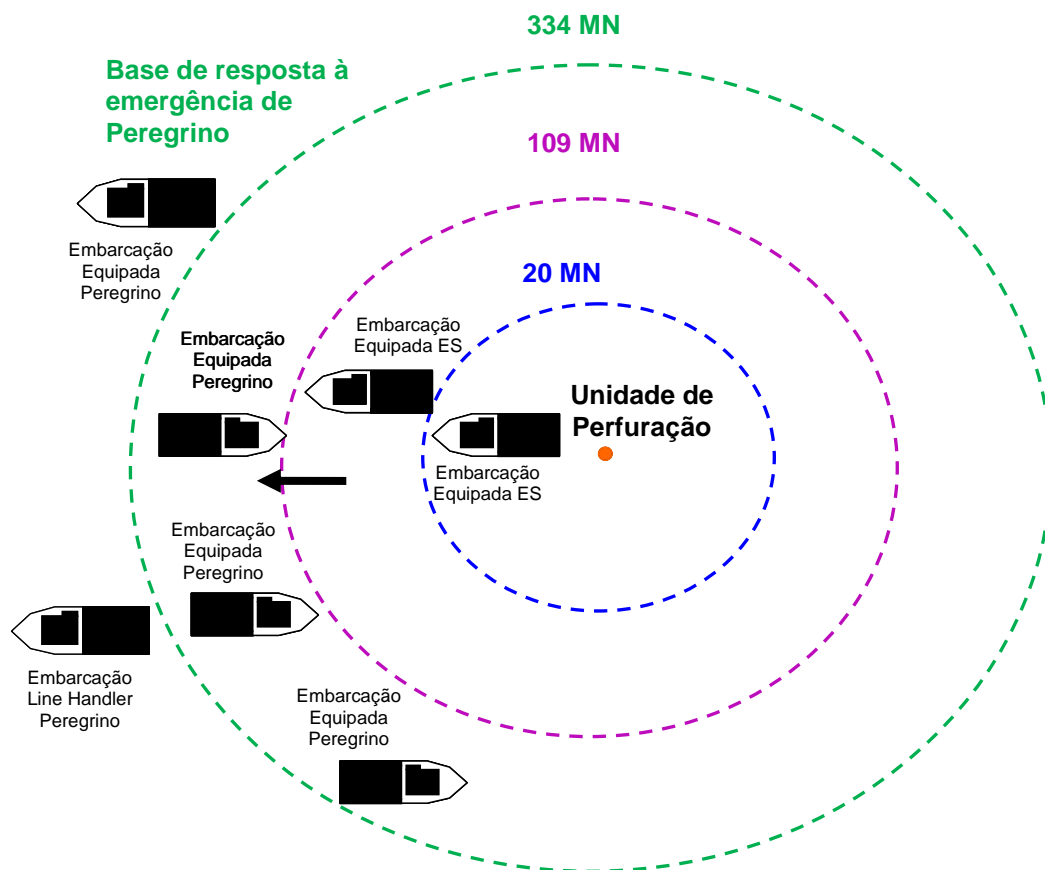 334 MN
Base de resposta à
emergência de
Peregrino
109 MN
20 MN
Embarcação
Equipada
Peregrino
Embarcação
Equipada
Peregrino
Embarcação
Equipada ES
Unidade de
Perfuração
Embarcação
Equipada ES
Embarcação
Equipada
Peregrino
Embarcação
Line Handler
Peregrino
Embarcação
Equipada
Peregrino